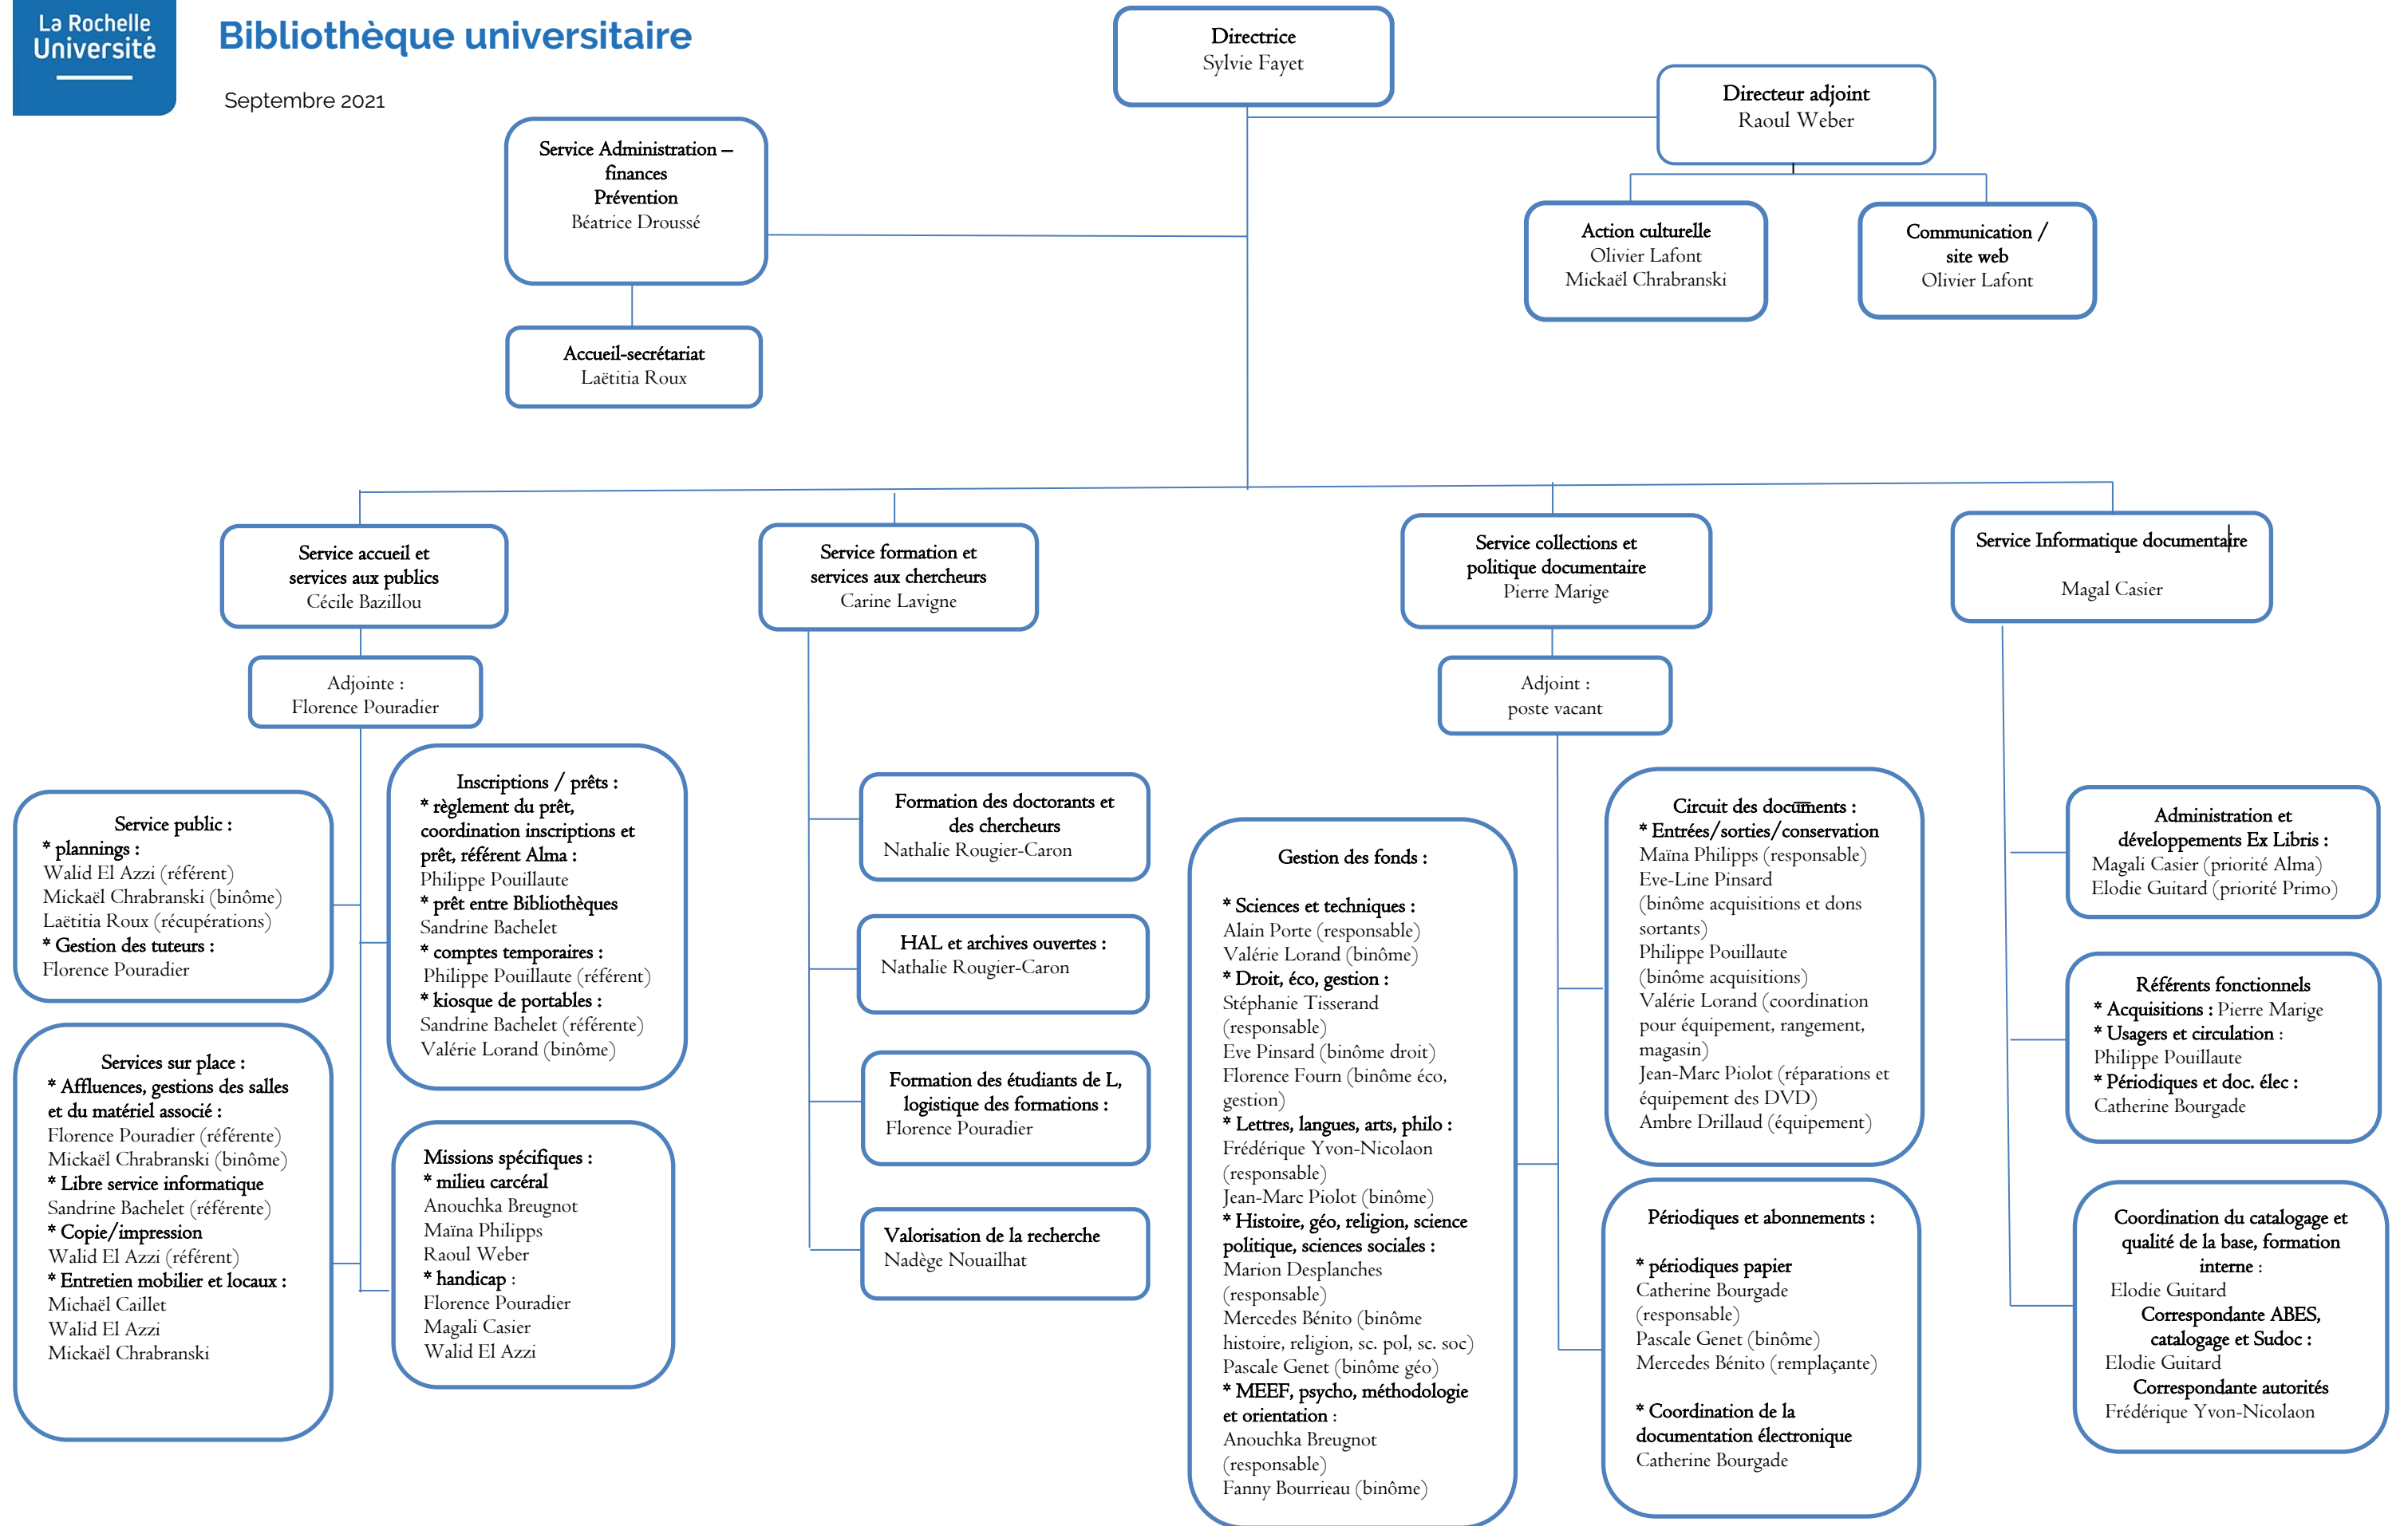 La Rochelle
Université
Bibliothèque universitaire
Septembre 2021
Directrice
Sylvie Fayet
Directeur adjoint
Raoul Weber
Service Administration –
finances
Prévention
Béatrice Droussé
Action culturelle
Olivier Lafont
Mickaël Chrabranski
Communication /
site web
Olivier Lafont
Accueil-secrétariat
Laëtitia Roux
Service accueil et
services aux publics
Cécile Bazillou
Service formation et
services aux chercheurs
Carine Lavigne
Service collections et
politique documentaire
Pierre Marige
Service Informatique documentaire
Magal Casier
Adjointe :
Florence Pouradier
Adjoint :
poste vacant
Service public :
* plannings :
Walid El Azzi (référent)
Mickaël Chrabranski (binôme)
Laëtitia Roux (récupérations)
* Gestion des tuteurs :
Florence Pouradier
Inscriptions / prêts :
* règlement du prêt,
coordination inscriptions et
prêt, référent Alma :
Philippe Pouillaute
* prêt entre Bibliothèques
Sandrine Bachelet
* comptes temporaires :
Philippe Pouillaute (référent)
* kiosque de portables :
Sandrine Bachelet (référente)
Valérie Lorand (binôme)
Services sur place :
* Affluences, gestions des salles
et du matériel associé :
Florence Pouradier (référente)
Mickaël Chrabranski (binôme)
* Libre service informatique
Sandrine Bachelet (référente)
* Copie/impression
Walid El Azzi (référent)
* Entretien mobilier et locaux :
Michaël Caillet
Walid El Azzi
Mickaël Chrabranski
Missions spécifiques :
* milieu carcéral
Anouchka Breugnot
Maïna Philipps
Raoul Weber
* handicap :
Florence Pouradier
Magali Casier
Walid El Azzi
Formation des doctorants et
des chercheurs
Nathalie Rougier-Caron
HAL et archives ouvertes :
Nathalie Rougier-Caron
Formation des étudiants de L,
logistique des formations :
Florence Pouradier
Valorisation de la recherche
Nadège Nouailhat
Gestion des fonds :
* Sciences et techniques :
Alain Porte (responsable)
Valérie Lorand (binôme)
* Droit, éco, gestion :
Stéphanie Tisserand
(responsable)
Eve Pinsard (binôme droit)
Florence Fourn (binôme éco,
gestion)
* Lettres, langues, arts, philo :
Frédérique Yvon-Nicolaon
(responsable)
Jean-Marc Piolot (binôme)
* Histoire, géo, religion, science
politique, sciences sociales :
Marion Desplanches
(responsable)
Mercedes Bénito (binôme
histoire, religion, sc. pol, sc. soc)
Pascale Genet (binôme géo)
* MEEF, psycho, méthodologie
et orientation :
Anouchka Breugnot
(responsable)
Fanny Bourrieau (binôme)
Circuit des documents :
* Entrées/sorties/conservation
Maïna Philipps (responsable)
Eve-Line Pinsard
(binôme acquisitions et dons
sortants)
Philippe Pouillaute
(binôme acquisitions)
Valérie Lorand (coordination
pour équipement, rangement,
magasin)
Jean-Marc Piolot (réparations et
équipement des DVD)
Ambre Drillaud (équipement)
Périodiques et abonnements :
* périodiques papier
Catherine Bourgade
(responsable)
Pascale Genet (binôme)
Mercedes Bénito (remplaçante)
* Coordination de la
documentation électronique
Catherine Bourgade
Administration et
développements Ex Libris :
Magali Casier (priorité Alma)
Elodie Guitard (priorité Primo)
Référents fonctionnels
* Acquisitions : Pierre Marige
* Usagers et circulation :
Philippe Pouillaute
* Périodiques et doc. élec :
Catherine Bourgade
Coordination du catalogage et
qualité de la base, formation
interne :
Elodie Guitard
Correspondante ABES,
catalogage et Sudoc :
Elodie Guitard
Correspondante autorités
Frédérique Yvon-Nicolaon